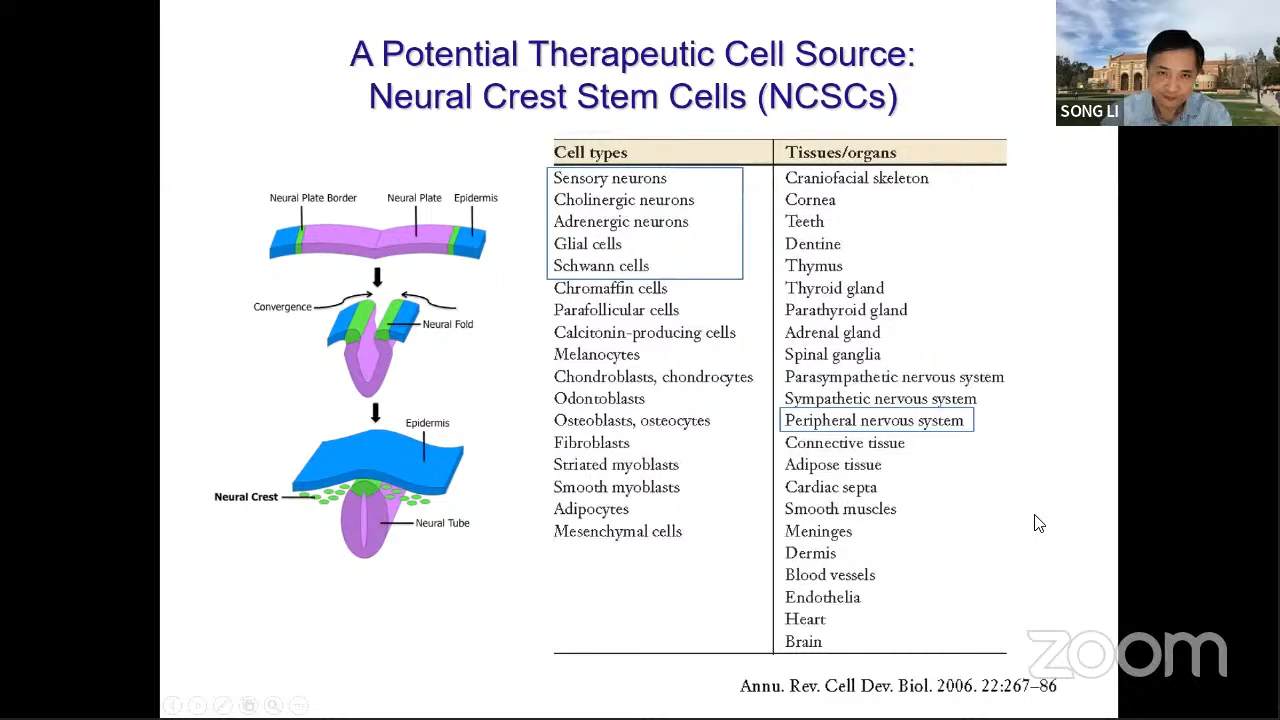 A Potential Therapeutic Cell Source:
Neural Crest Stem Cells (NCSCs)
SONG LI
Neural Plate Border
Neural Plate
Epidermis
Convergence
Neural Fold
Epidermis
Neural Crest
Neural Tube
Cell types
Sensory neurons
Cholinergic neurons
Adrenergic neurons
Glial cells
Schwann cells
Chromaffin cells
Parafollicular cells
Calcitonin-producing cells
Melanocytes
Chondroblasts, chondrocytes
Odontoblasts
Osteoblasts, osteocytes
Fibroblasts
Striated myoblasts
Smooth myoblasts
Adipocytes
Mesenchymal cells
Tissues/organs
Craniofacial skeleton
Cornea
Teeth
Dentine
Thymus
Thyroid gland
Parathyroid gland
Adrenal gland
Spinal ganglia
Parasympathetic nervous system
Sympathetic nervous system
Peripheral nervous system
Connective tissue
Adipose tissue
Cardiac septa
Smooth muscles
Meninges
Dermis
Blood vessels
Endothelia
Heart
Brain
zoom
Annu. Rev. Cell Dev. Biol. 2006. 22:267–86